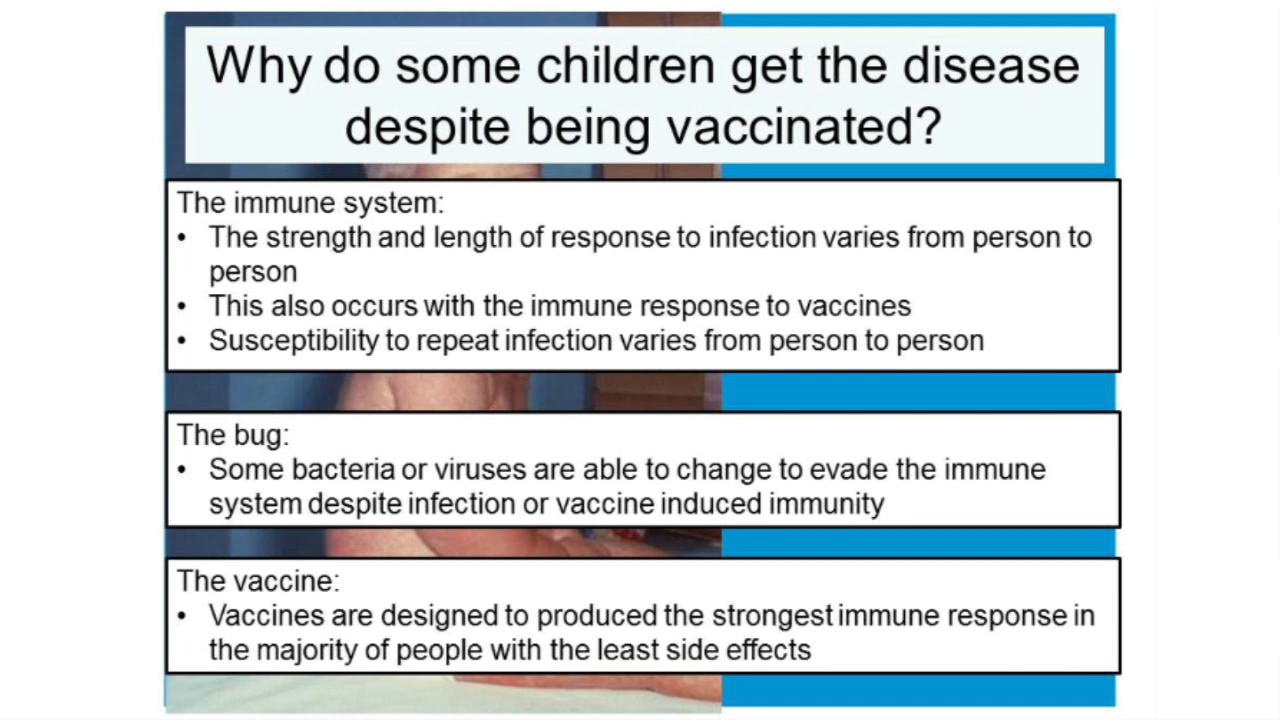 Why do some children get the disease
despite being vaccinated?
The immune system:
• The strength and length of response to infection varies from person to
person
• This also occurs with the immune response to vaccines
• Susceptibility to repeat infection varies from person to person
The bug:
• Some bacteria or viruses are able to change to evade the immune
system despite infection or vaccine induced immunity
The vaccine:
• Vaccines are designed to produced the strongest immune response in
the majority of people with the least side effects